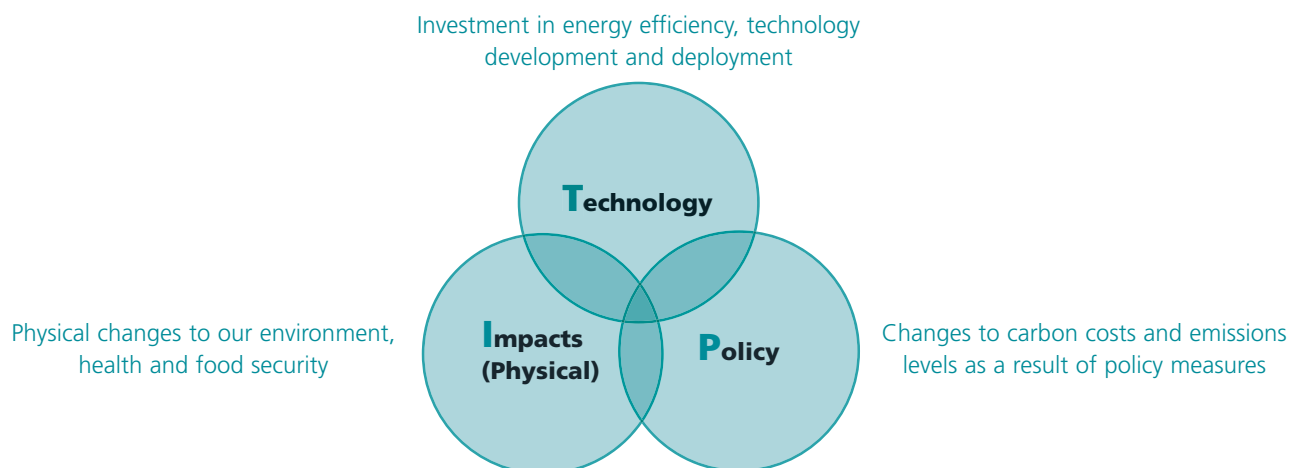 Investment in energy efficiency, technology
development and deployment
Technology
Physical changes to our environment,
health and food security
Impacts
(Physical)
Policy
Changes to carbon costs and emissions
levels as a result of policy measures